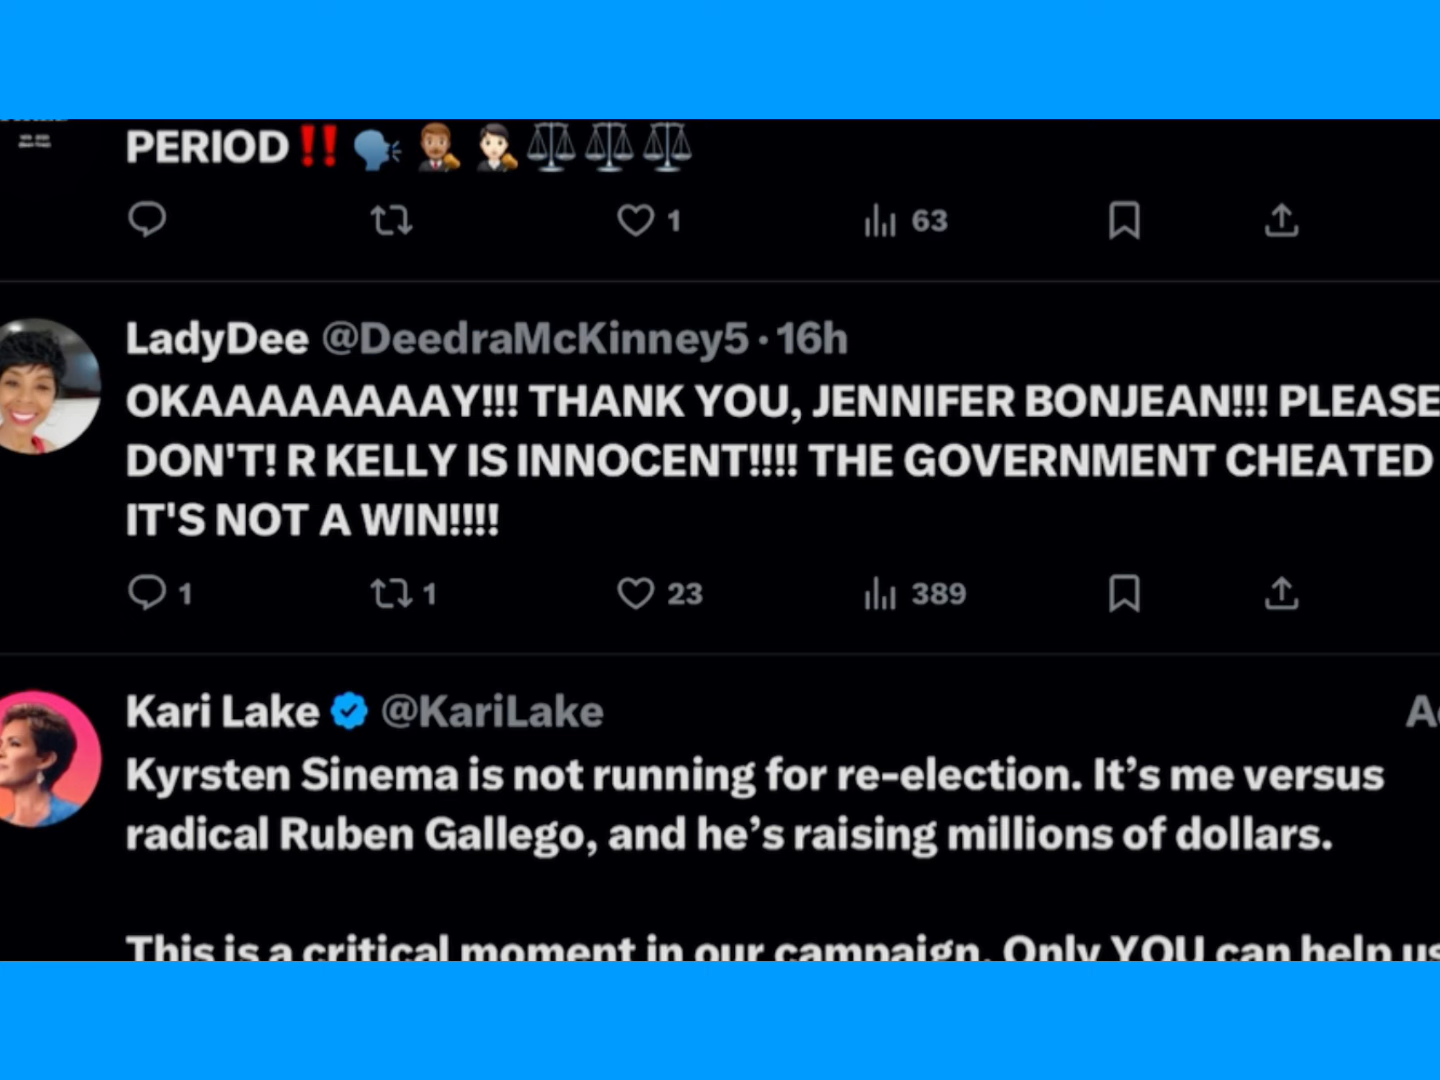 PERIOD‼️ 🗣️👨🏽‍⚖️🧑🏻‍⚖️⚖️⚖️⚖️
1 63
LadyDee @DeedraMcKinney5 · 16h
OKAAAAAAAAY!!! THANK YOU, JENNIFER BONJEAN!!! PLEASE
DON'T! R KELLY IS INNOCENT!!!! THE GOVERNMENT CHEATED
IT'S NOT A WIN!!!!
1 1 23 389
Kari Lake @KariLake
Kyrsten Sinema is not running for re-election. It’s me versus
radical Ruben Gallego, and he’s raising millions of dollars.
This is a critical moment in our campaign. Only YOU can help us